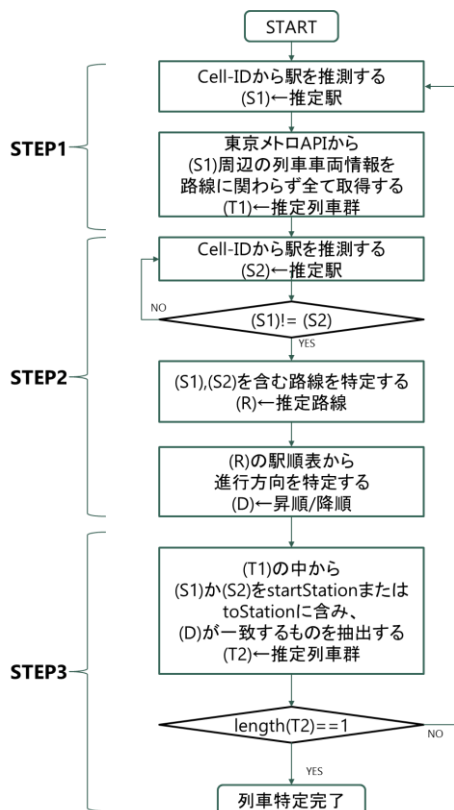 START
Cell-IDから駅を推測する
(S1)←推定駅
STEP1
東京メトロAPIから
(S1)周辺の列車車両情報を
路線に関わらず全て取得する
(T1)←推定列車群
Cell-IDから駅を推測する
(S2)←推定駅
NO
(S1)!= (S2)
YES
STEP2
(S1),(S2)を含む路線を特定する
(R)←推定路線
(R)の駅順表から
進行方向を特定する
(D)←昇順/降順
(T1)の中から
(S1)か(S2)をstartStationまたは
toStationに含み、
(D)が一致するものを抽出する
(T2)←推定列車群
STEP3
length(T2)==1
NO
YES
列車特定完了